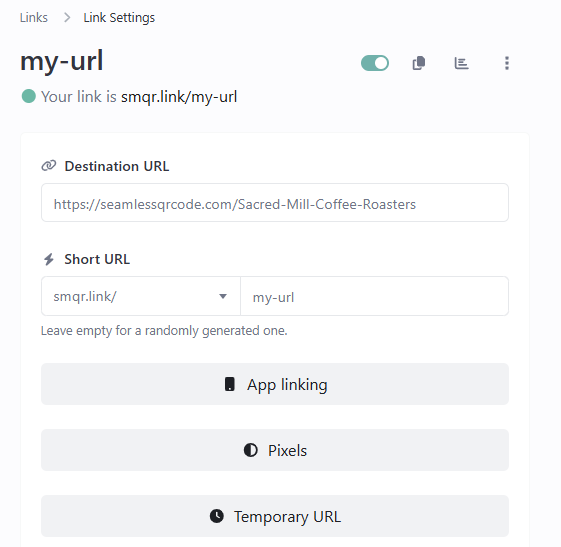 Links > Link Settings
my-url
Your link is smqr.link/my-url
Destination URL
https://seamlessqrcode.com/Sacred-Mill-Coffee-Roasters
Short URL
smqr.link/ my-url
Leave empty for a randomly generated one.
App linking
Pixels
Temporary URL